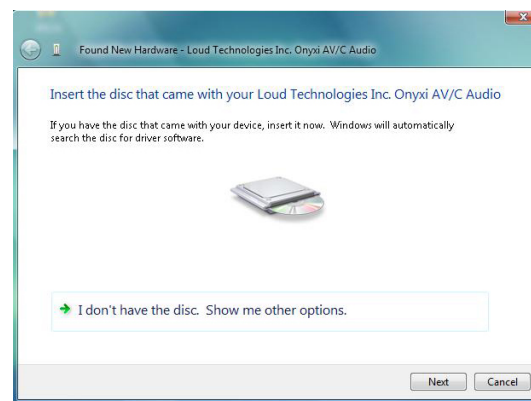 Found New Hardware - Loud Technologies Inc. Onyxi AV/C Audio
Insert the disc that came with your Loud Technologies Inc. Onyxi AV/C Audio
If you have the disc that came with your device, insert it now. Windows will automatically
search the disc for driver software.
I don't have the disc. Show me other options.
Next Cancel